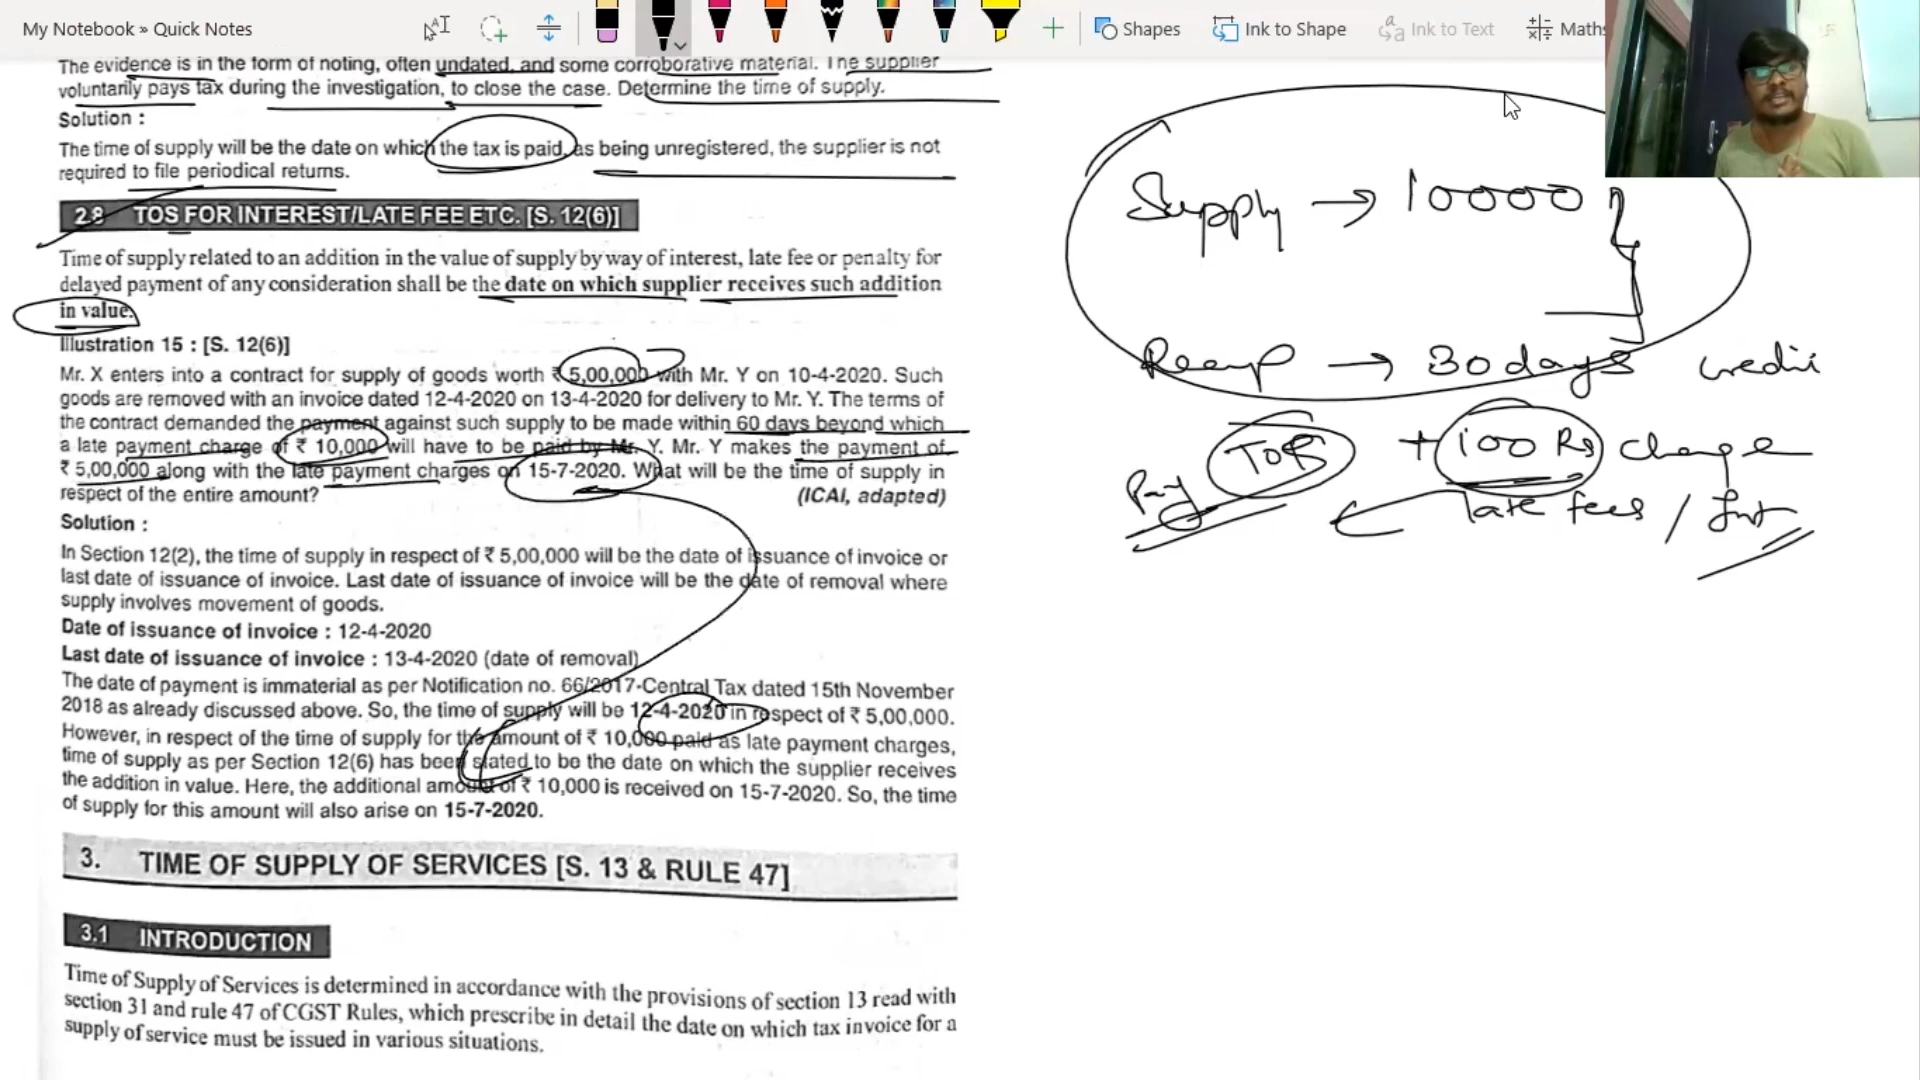 My Notebook » Quick Notes
Shapes
Ink to Shape
Ink to Text
Maths
The evidence is in the form of noting, often undated, and some corroborative material. The supplier
voluntarily pays tax during the investigation, to close the case. Determine the time of supply.
Solution :
The time of supply will be the date on which the tax is paid, as being unregistered, the supplier is not
required to file periodical returns.
2.8 TOS FOR INTEREST/LATE FEE ETC. [S. 12(6)]
Time of supply related to an addition in the value of supply by way of interest, late fee or penalty for
delayed payment of any consideration shall be the date on which supplier receives such addition
in value.
Illustration 15 : [S. 12(6)]
Mr. X enters into a contract for supply of goods worth ₹ 5,00,000 with Mr. Y on 10-4-2020. Such
goods are removed with an invoice dated 12-4-2020 on 13-4-2020 for delivery to Mr. Y. The terms of
the contract demanded the payment against such supply to be made within 60 days beyond which
a late payment charge of ₹ 10,000 will have to be paid by Mr. Y. Mr. Y makes the payment of
₹ 5,00,000 along with the late payment charges on 15-7-2020. What will be the time of supply in
respect of the entire amount? (ICAI, adapted)
Solution :
In Section 12(2), the time of supply in respect of ₹ 5,00,000 will be the date of issuance of invoice or
last date of issuance of invoice. Last date of issuance of invoice will be the date of removal where
supply involves movement of goods.
Date of issuance of invoice : 12-4-2020
Last date of issuance of invoice : 13-4-2020 (date of removal)
The date of payment is immaterial as per Notification no. 66/2017-Central Tax dated 15th November
2018 as already discussed above. So, the time of supply will be 12-4-2020 in respect of ₹ 5,00,000.
However, in respect of the time of supply for the amount of ₹ 10,000 paid as late payment charges,
time of supply as per Section 12(6) has been stated to be the date on which the supplier receives
the addition in value. Here, the additional amount of ₹ 10,000 is received on 15-7-2020. So, the time
of supply for this amount will also arise on 15-7-2020.
3. TIME OF SUPPLY OF SERVICES [S. 13 & RULE 47]
3.1 INTRODUCTION
Time of Supply of Services is determined in accordance with the provisions of section 13 read with
section 31 and rule 47 of CGST Rules, which prescribe in detail the date on which tax invoice for a
supply of service must be issued in various situations.
Supply → 10000
→ 30 days credit
Pay TOS + 100 Rs charge
late fees / Int